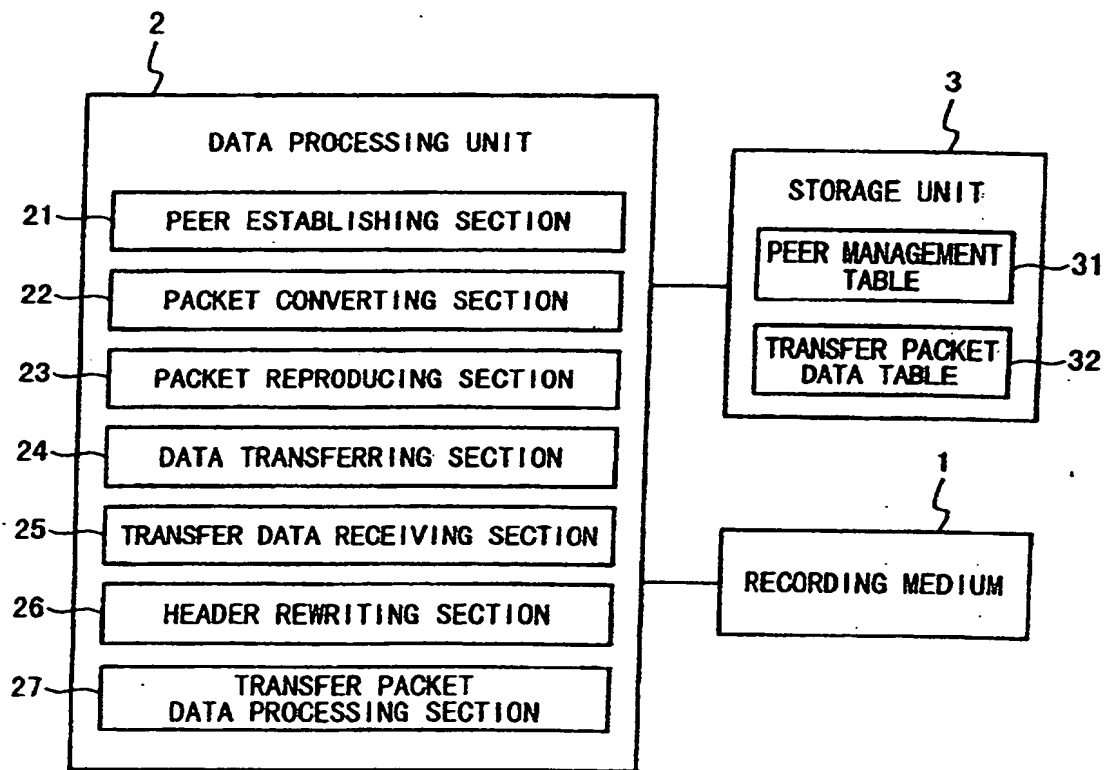 2
DATA PROCESSING UNIT
21
PEER ESTABLISHING SECTION
22
PACKET CONVERTING SECTION
23
PACKET REPRODUCING SECTION
24
DATA TRANSFERRING SECTION
25
TRANSFER DATA RECEIVING SECTION
26
HEADER REWRITING SECTION
27
TRANSFER PACKET
DATA PROCESSING SECTION
3
STORAGE UNIT
PEER MANAGEMENT
TABLE
31
TRANSFER PACKET
DATA TABLE
32
1
RECORDING MEDIUM